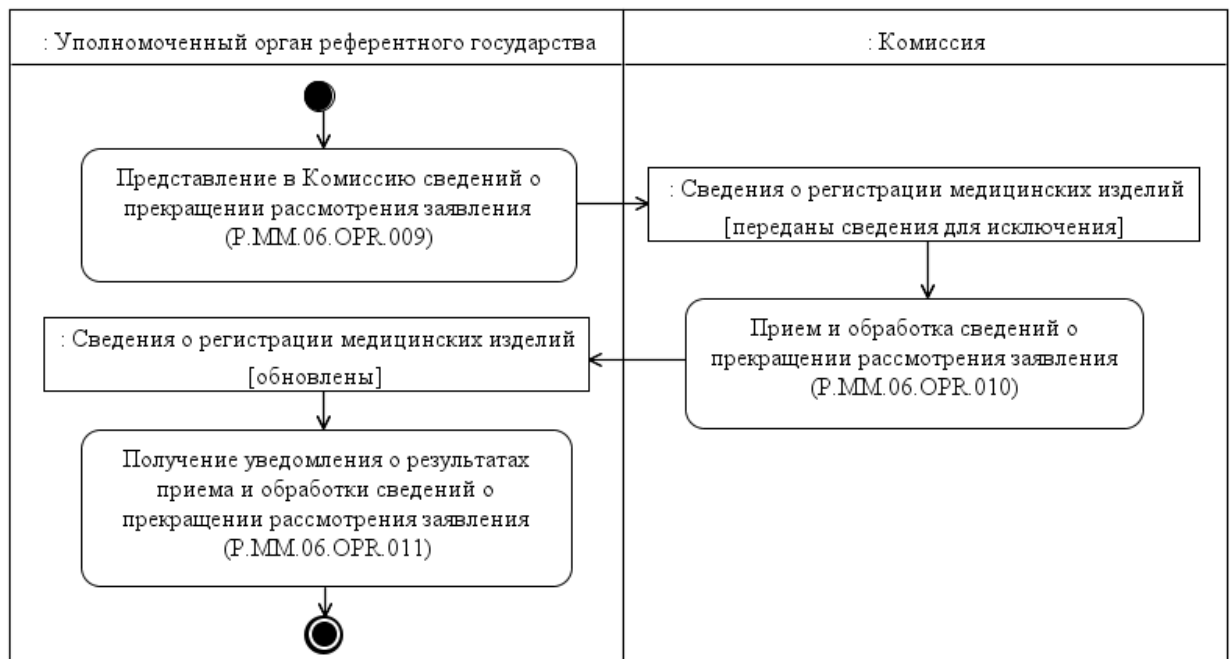 : Уполномоченный орган референтного государства
: Комиссия
Представление в Комиссию сведений о
прекращении рассмотрения заявления
(P.MM.06.OPR.009)
: Сведения о регистрации медицинских изделий
[переданы сведения для исключения]
Прием и обработка сведений о
прекращении рассмотрения заявления
(P.MM.06.OPR.010)
: Сведения о регистрации медицинских изделий
[обновлены]
Получение уведомления о результатах
приема и обработки сведений о
прекращении рассмотрения заявления
(P.MM.06.OPR.011)